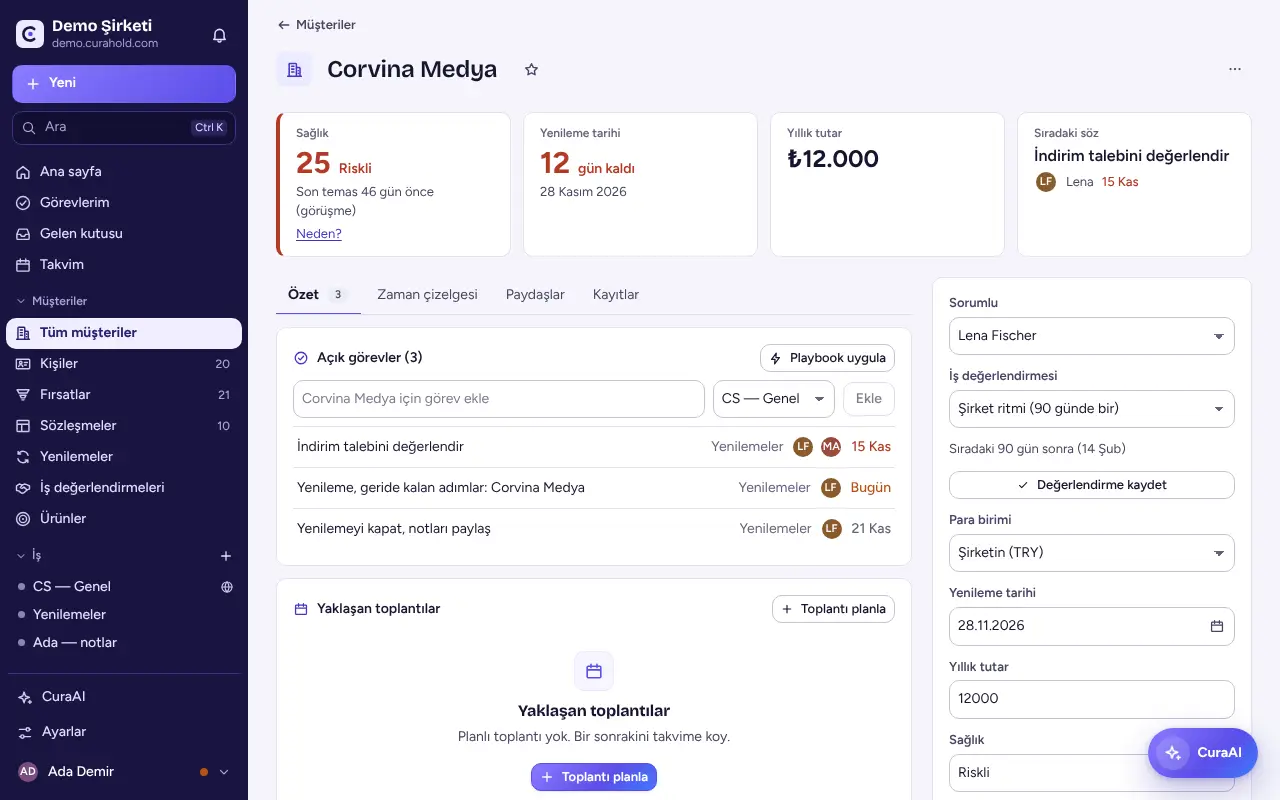 Demo Şirketi
demo.curahold.com
Yeni
Ara Ctrl K
Ana sayfa
Görevlerim
Gelen kutusu
Takvim
Müşteriler
Tüm müşteriler
Kişiler 20
Fırsatlar 21
Sözleşmeler 10
Yenilemeler
İş değerlendirmeleri
Ürünler
İş
CS — Genel
Yenilemeler
Ada — notlar
CuraAI
Ayarlar
AD Ada Demir
Müşteriler
Corvina Medya
Sağlık
25 Riskli
Son temas 46 gün önce
(görüşme)
Neden?
Yenileme tarihi
12 gün kaldı
28 Kasım 2026
Yıllık tutar
₺12.000
Sıradaki söz
İndirim talebini değerlendir
LF Lena 15 Kas
Özet 3 Zaman çizelgesi Paydaşlar Kayıtlar
Açık görevler (3) Playbook uygula
Corvina Medya için görev ekle CS — Genel Ekle
İndirim talebini değerlendir Yenilemeler LF MA 15 Kas
Yenileme, geride kalan adımlar: Corvina Medya Yenilemeler LF Bugün
Yenilemeyi kapat, notları paylaş Yenilemeler LF 21 Kas
Yaklaşan toplantılar Toplantı planla
Yaklaşan toplantılar
Planlı toplantı yok. Bir sonrakini takvime koy.
Toplantı planla
Sorumlu
Lena Fischer
İş değerlendirmesi
Şirket ritmi (90 günde bir)
Sıradaki 90 gün sonra (14 Şub)
Değerlendirme kaydet
Para birimi
Şirketin (TRY)
Yenileme tarihi
28.11.2026
Yıllık tutar
12000
Sağlık
Riskli
CuraAI